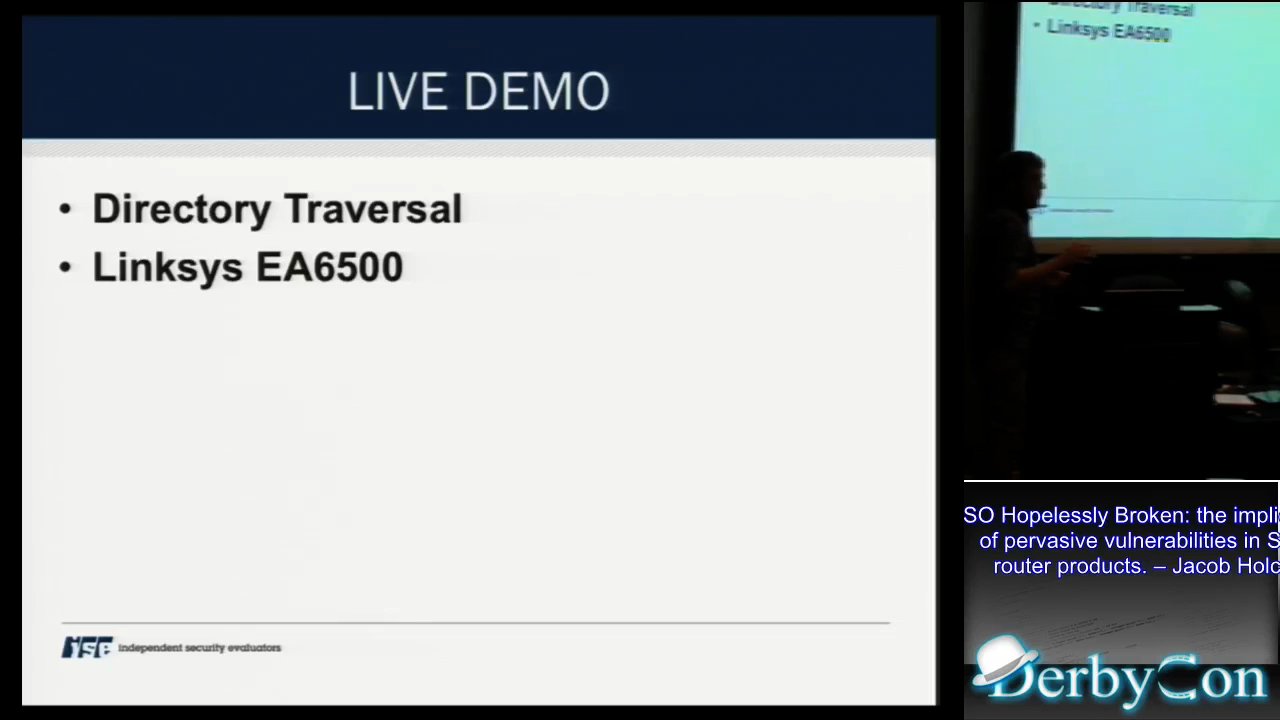 LIVE DEMO
• Directory Traversal
• Linksys EA6500
ise independent security evaluators
Directory Traversal
• Linksys EA6500
SO Hopelessly Broken: the impli
of pervasive vulnerabilities in S
router products. – Jacob Holc
DerbyCon